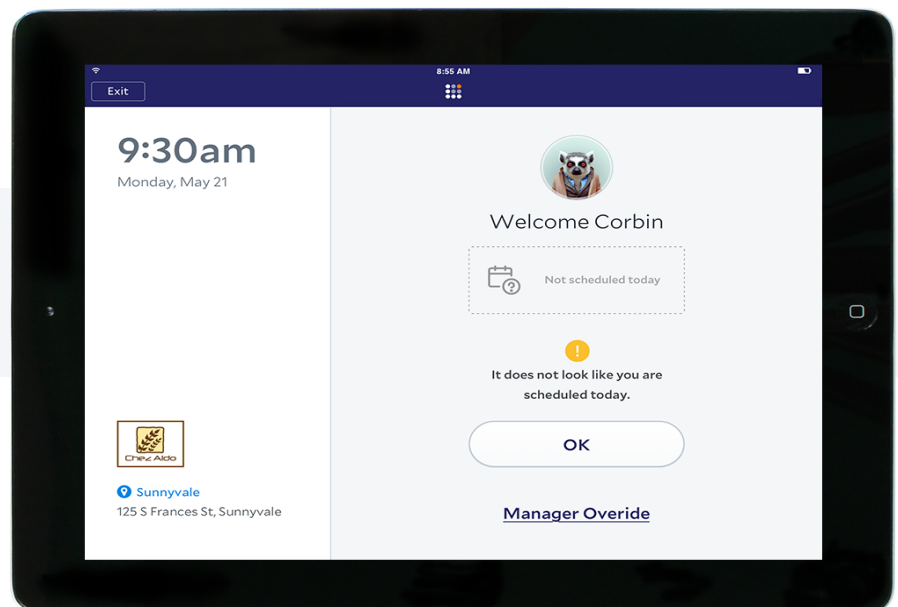 8:55 AM
Exit
9:30am
Monday, May 21
Welcome Corbin
Not scheduled today
It does not look like you are
scheduled today.
OK
Manager Overide
Chez Aldo
Sunnyvale
125 S Frances St, Sunnyvale